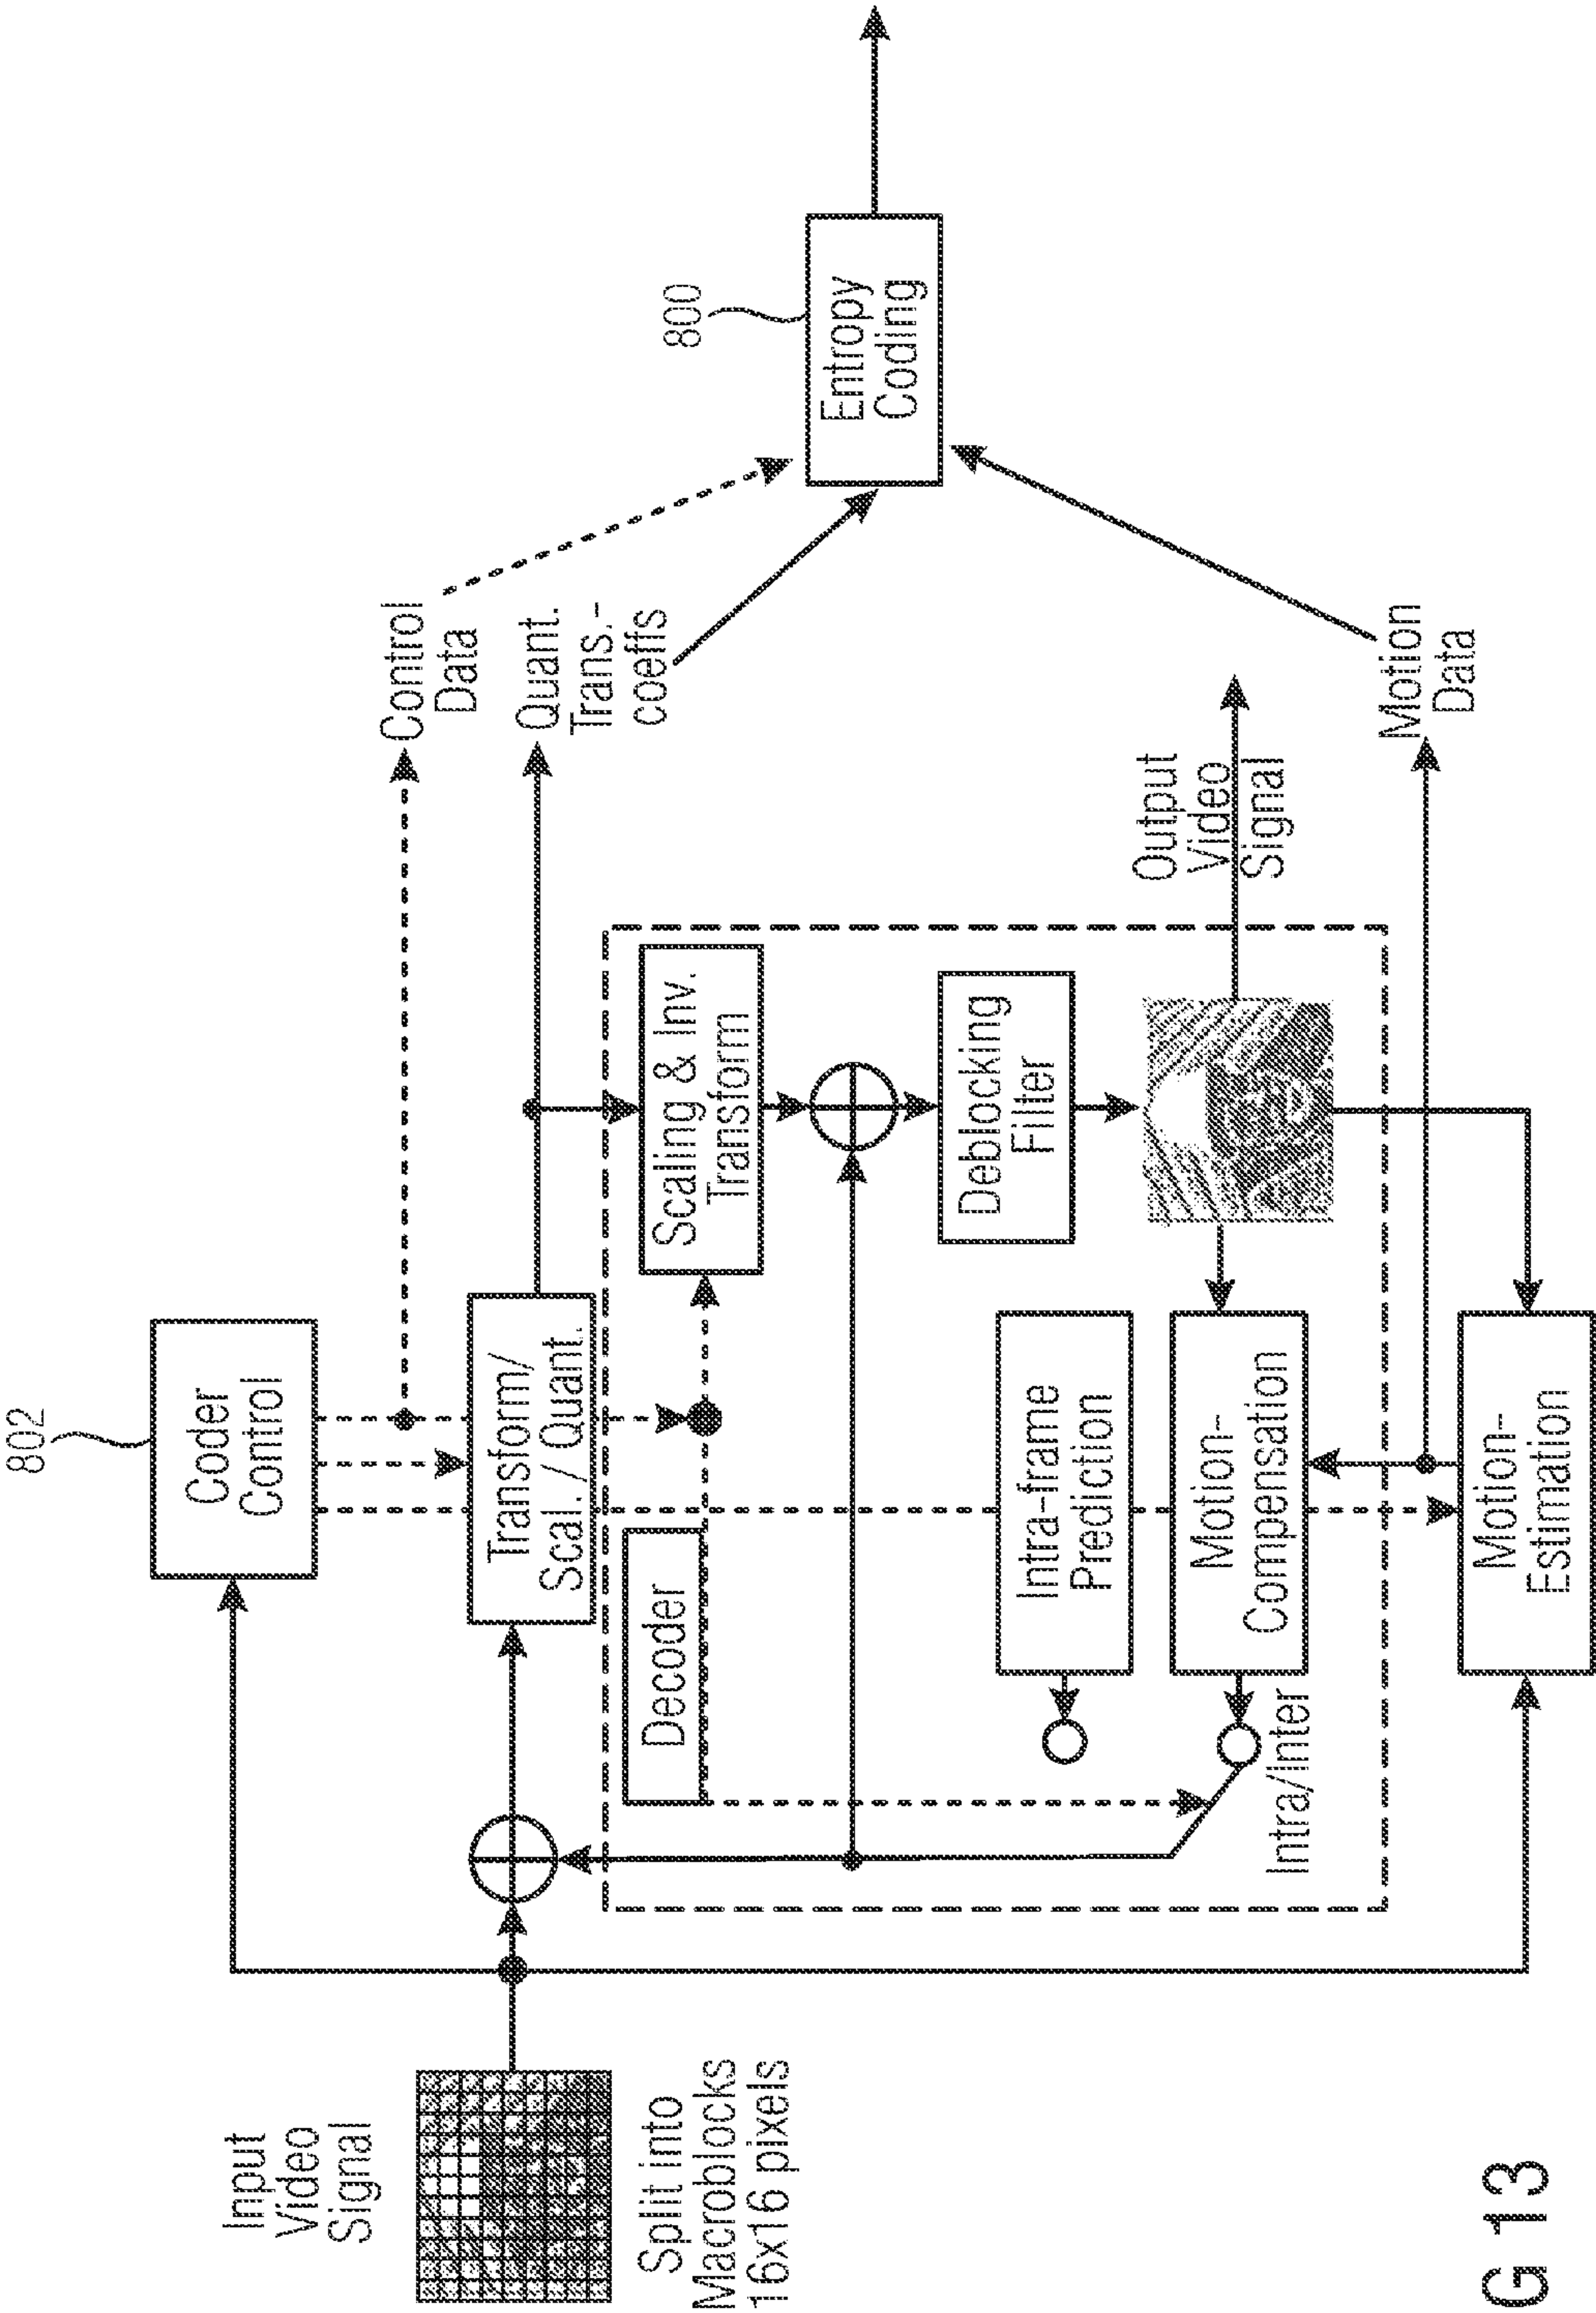 Input
Video
Signal
Split into
Macroblocks
16x16 pixels
802
Coder
Control
Transform/
Scal. / Quant.
Decoder
Scaling & Inv.
Transform
Intra-frame
Prediction
Deblocking
Filter
Motion-
Compensation
Intra/Inter
Motion-
Estimation
Control
Data
Quant.
Trans.-
coeffs
Output
Video
Signal
Motion
Data
800
Entropy
Coding
G 13